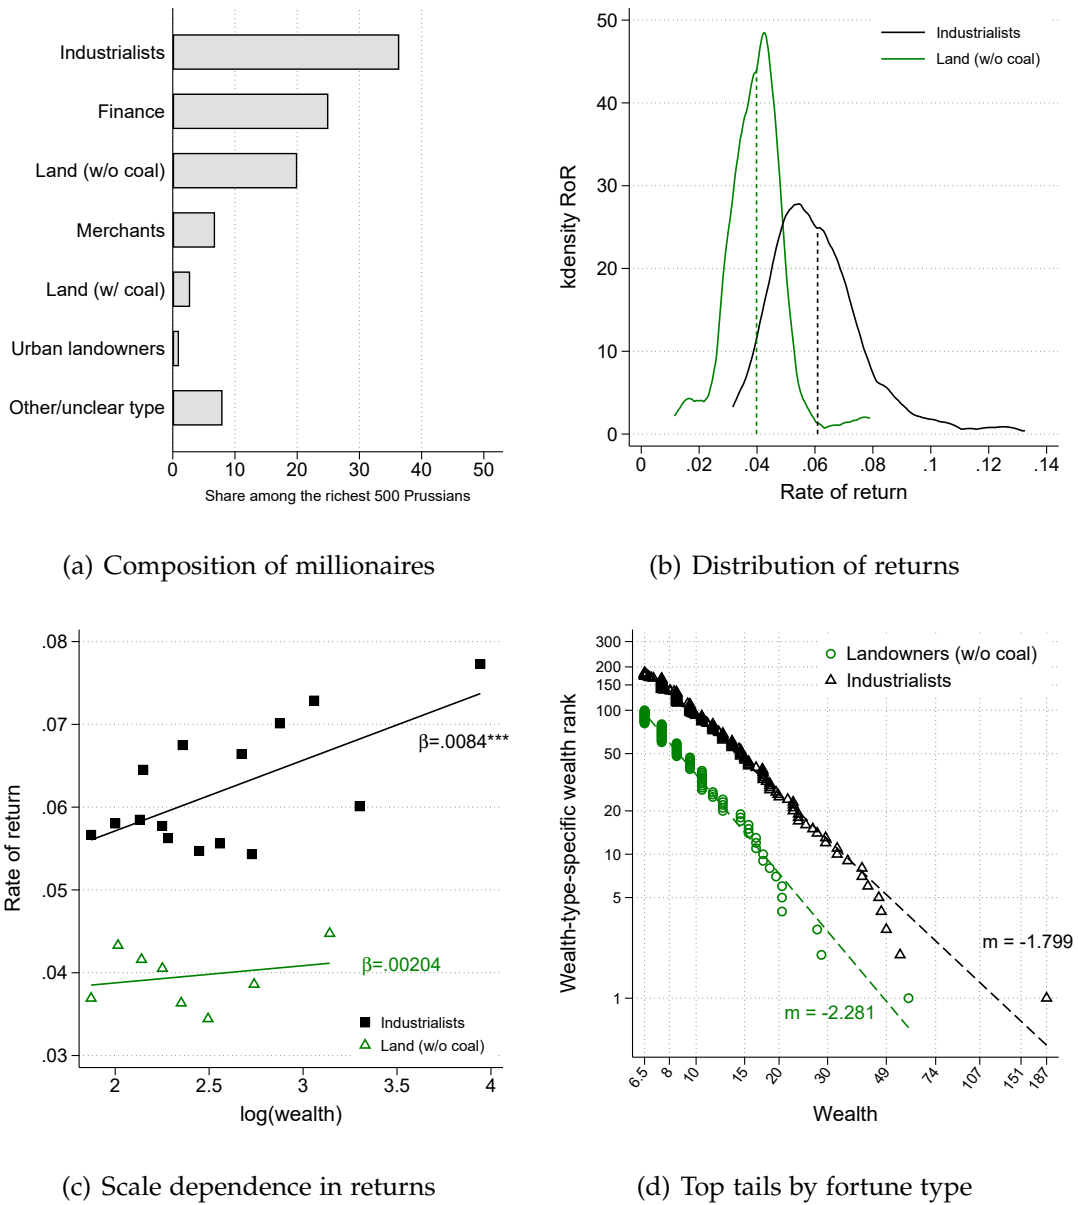 Industrialists
Finance
Land (w/o coal)
Merchants
Land (w/ coal)
Urban landowners
Other/unclear type
0 10 20 30 40 50
Share among the richest 500 Prussians
(a) Composition of millionaires
kdensity RoR
50
40
30
20
10
0
Industrialists
Land (w/o coal)
0 .02 .04 .06 .08 .1 .12 .14
Rate of return
(b) Distribution of returns
Rate of return
.08
.07
.06
.05
.04
.03
β=.0084***
β=.00204
Industrialists
Land (w/o coal)
2 2.5 3 3.5 4
log(wealth)
(c) Scale dependence in returns
Wealth-type-specific wealth rank
300
200
150
100
50
20
10
5
1
Landowners (w/o coal)
Industrialists
m = -1.799
m = -2.281
6.5 8 10 15 20 30 49 74 107 151 187
Wealth
(d) Top tails by fortune type